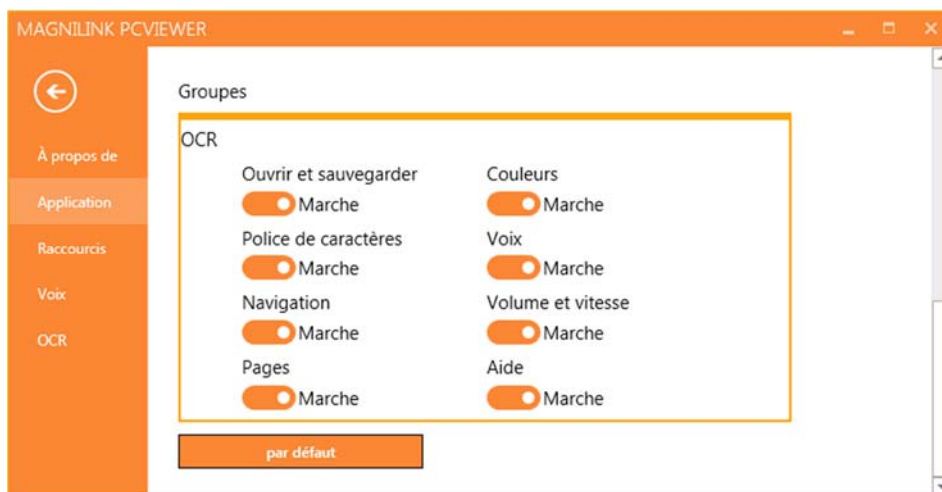 MAGNILINK PCVIEWER
À propos de
Application
Raccourcis
Voix
OCR
Groupes
OCR
Ouvrir et sauvegarder
Marche
Couleurs
Marche
Police de caractères
Marche
Voix
Marche
Navigation
Marche
Volume et vitesse
Marche
Pages
Marche
Aide
Marche
par défaut